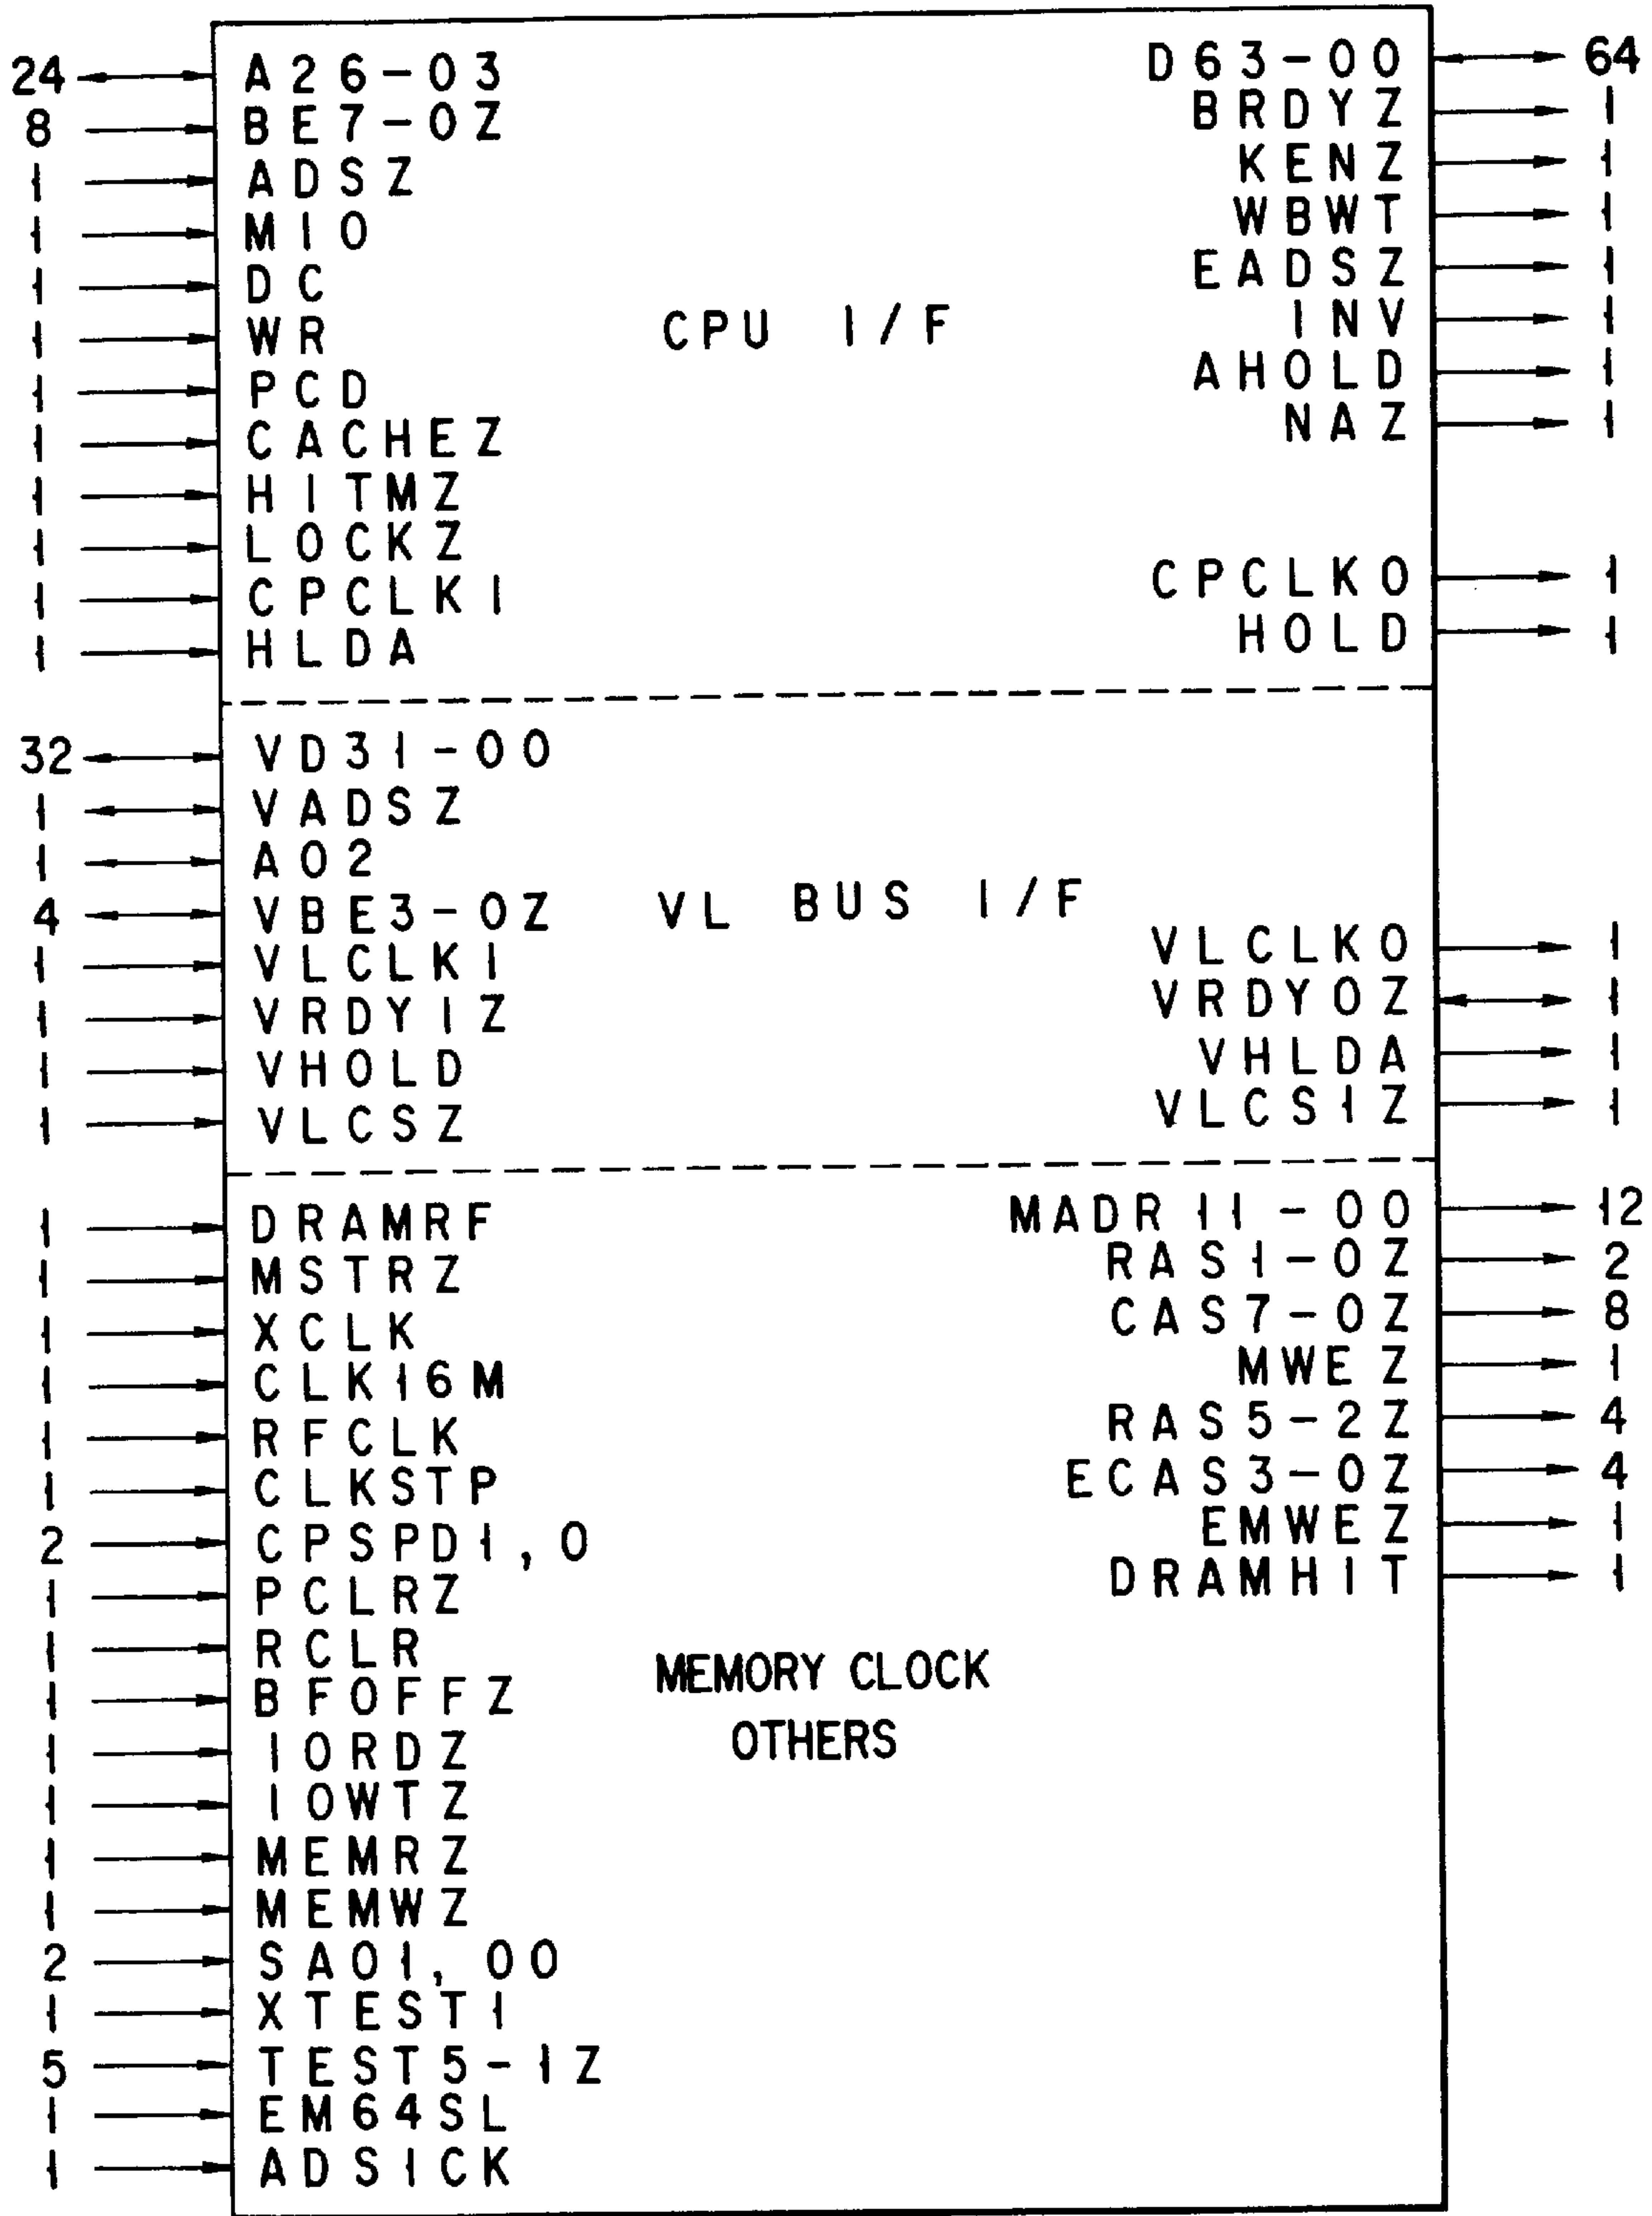 24 A26-03 D63-00 64
8 BE7-0Z BRDYZ 1
1 ADSZ KENZ 1
1 MIO WBWT 1
1 DC EADSZ 1
1 WR CPU I/F INV 1
1 PCD AHOLD 1
1 CACHEZ NAZ 1
1 HITMZ
1 LOCKZ
1 CPCLKI CPCLKO 1
1 HLDA HOLD 1
32 VD31-00
1 VADSZ
1 A02
4 VBE3-0Z VL BUS I/F
1 VLCLKI VLCLKO 1
1 VRDYIZ VRDYOZ 1
1 VHOLD VHLDA 1
1 VLCSZ VLCS1Z 1
1 DRAMRF MADR11-00 12
1 MSTRZ RAS1-0Z 2
1 XCLK CAS7-0Z 8
1 CLK16M MWEZ 1
1 RFCLK RAS5-2Z 4
1 CLKSTP ECAS3-0Z 4
2 CPSPD1,0 EMWEZ 1
1 PCLRZ DRAMHIT 1
1 RCLR
MEMORY CLOCK
1 BFOFFZ
1 IORDZ OTHERS
1 IOWTZ
1 MEMRZ
1 MEMWZ
2 SA01,00
1 XTEST1
5 TEST5-1Z
1 EM64SL
1 ADSICK